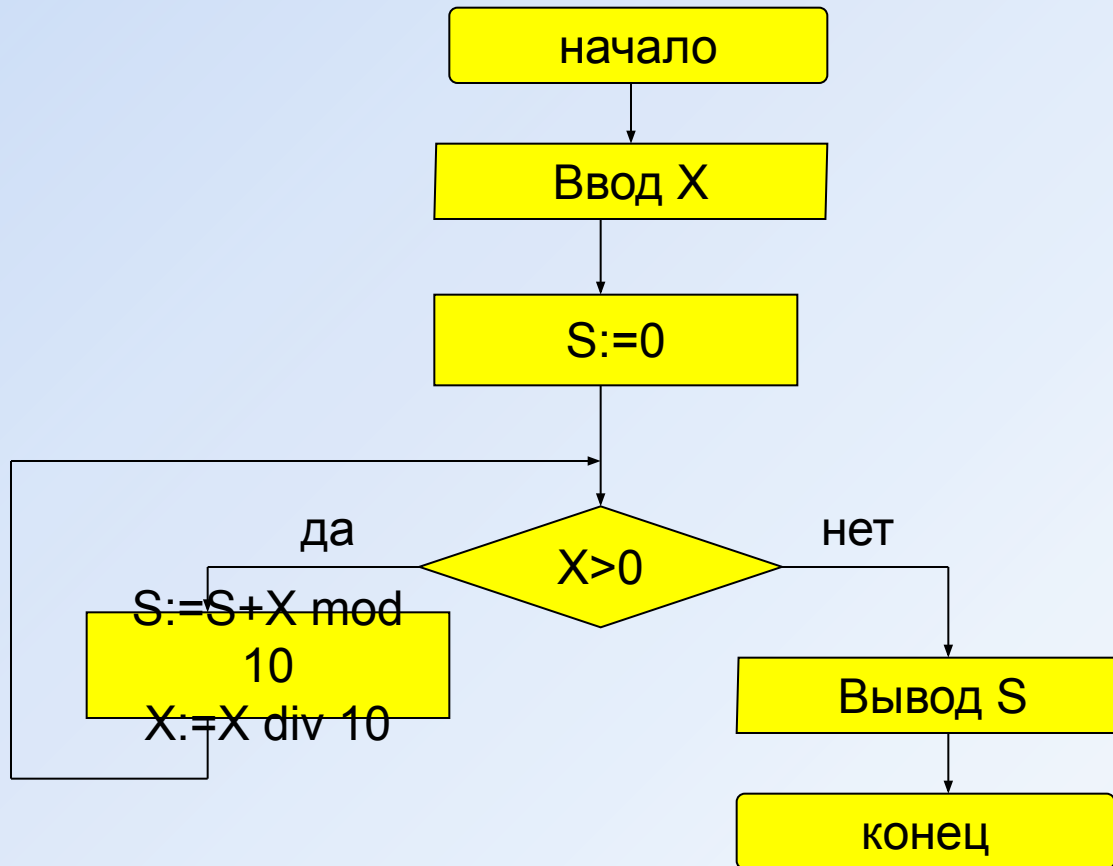 начало
Ввод X
S:=0
да
нет
X>0
S:=S+X mod
10
X:=X div 10
Вывод S
конец